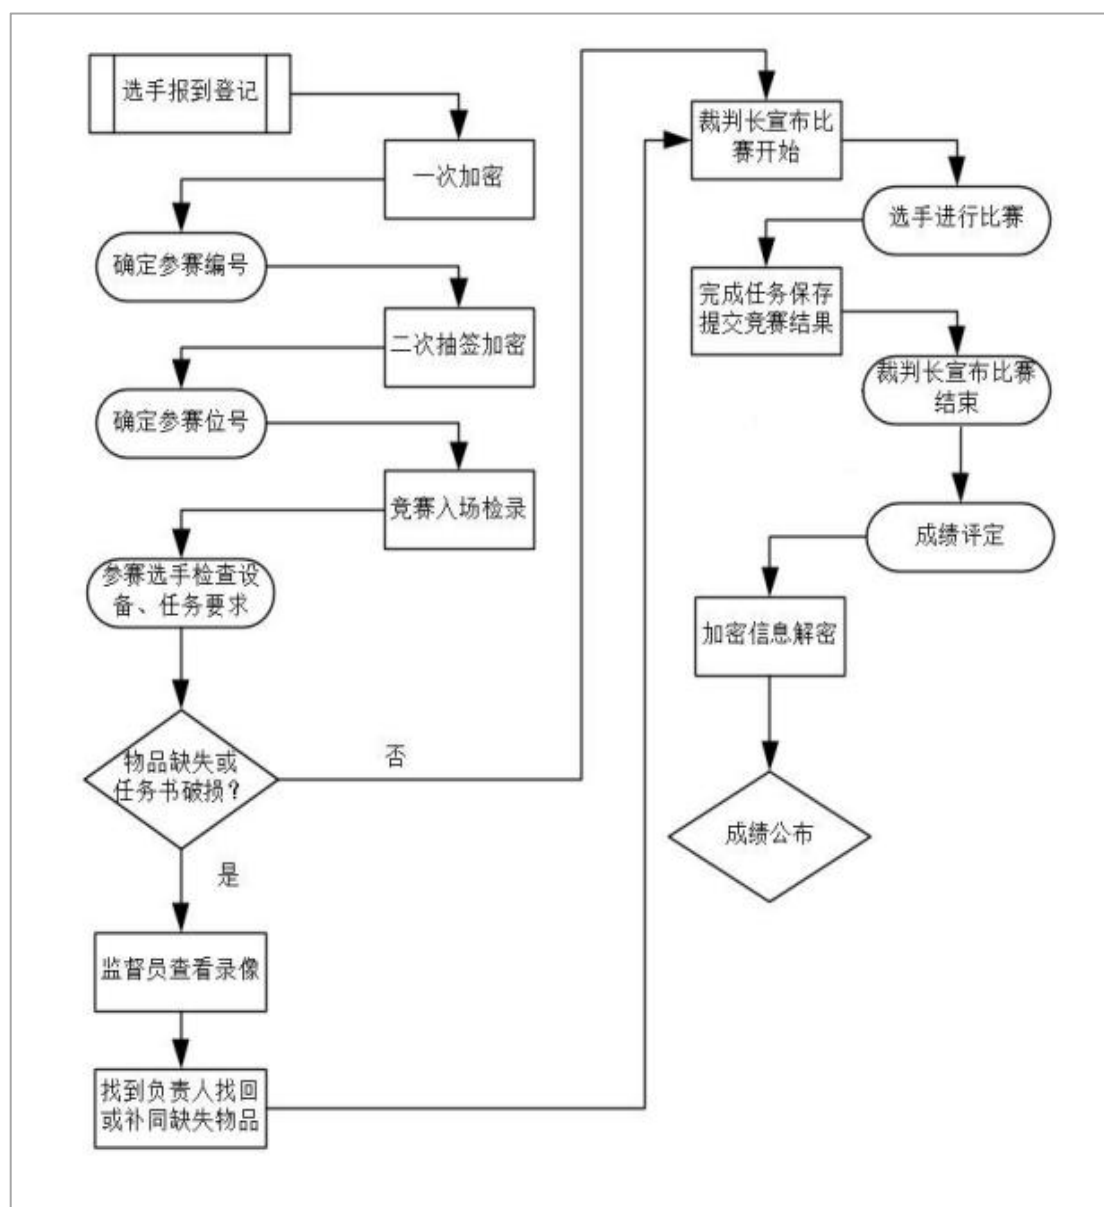 选手报到登记
一次加密
确定参赛编号
二次抽签加密
确定参赛位号
竞赛入场检录
参赛选手检查设
备、任务要求
物品缺失或
任务书破损？
否
是
监督员查看录像
找到负责人找回
或补同缺失物品
裁判长宣布比
赛开始
选手进行比赛
完成任务保存
提交竞赛结果
裁判长宣布比赛
结束
成绩评定
加密信息解密
成绩公布